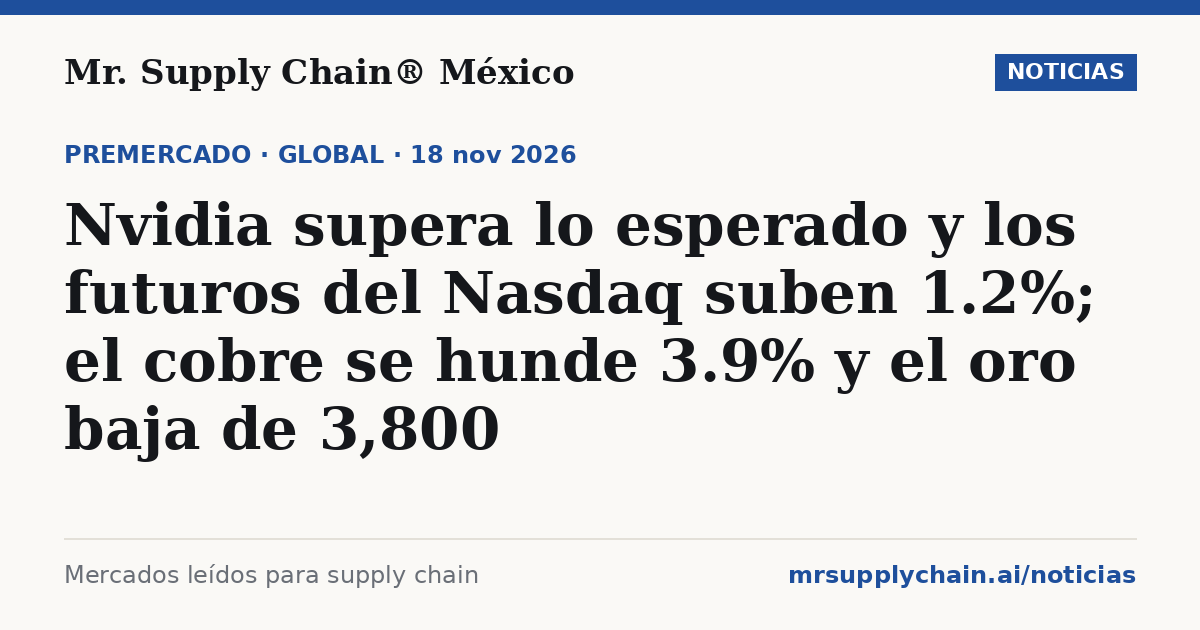 Mr. Supply Chain® México
NOTICIAS
PREMERCADO · GLOBAL · 18 nov 2026
Nvidia supera lo esperado y los
futuros del Nasdaq suben 1.2%;
el cobre se hunde 3.9% y el oro
baja de 3,800
Mercados leídos para supply chain
mrsupplychain.ai/noticias